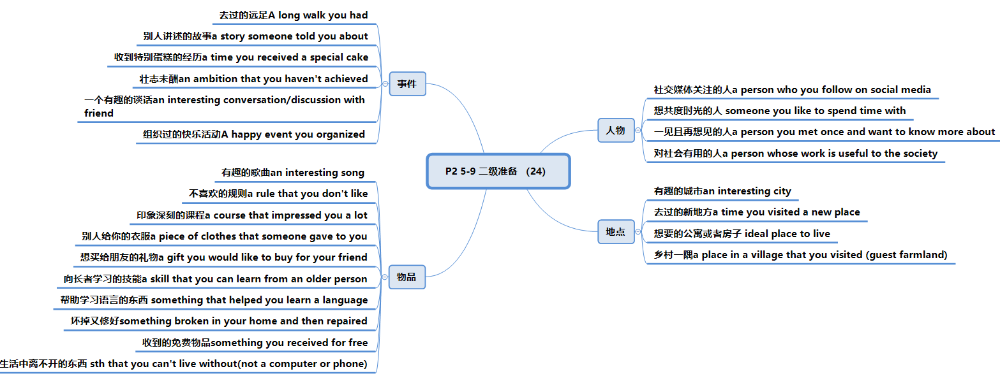 P2 5-9 二级准备 （24）
事件
去过的远足A long walk you had
别人讲述的故事a story someone told you about
收到特别蛋糕的经历a time you received a special cake
壮志未酬an ambition that you haven't achieved
一个有趣的谈话an interesting conversation/discussion with
friend
组织过的快乐活动A happy event you organized
物品
有趣的歌曲an interesting song
不喜欢的规则a rule that you don't like
印象深刻的课程a course that impressed you a lot
别人给你的衣服a piece of clothes that someone gave to you
想买给朋友的礼物a gift you would like to buy for your friend
向长者学习的技能a skill that you can learn from an older person
帮助学习语言的东西 something that helped you learn a language
坏掉又修好something broken in your home and then repaired
收到的免费物品something you received for free
生活中离不开的东西 sth that you can't live without(not a computer or phone)
人物
社交媒体关注的人a person who you follow on social media
想共度时光的人 someone you like to spend time with
一见且再想见的人a person you met once and want to know more about
对社会有用的人a person whose work is useful to the society
地点
有趣的城市an interesting city
去过的新地方a time you visited a new place
想要的公寓或者房子 ideal place to live
乡村一隅a place in a village that you visited (guest farmland)